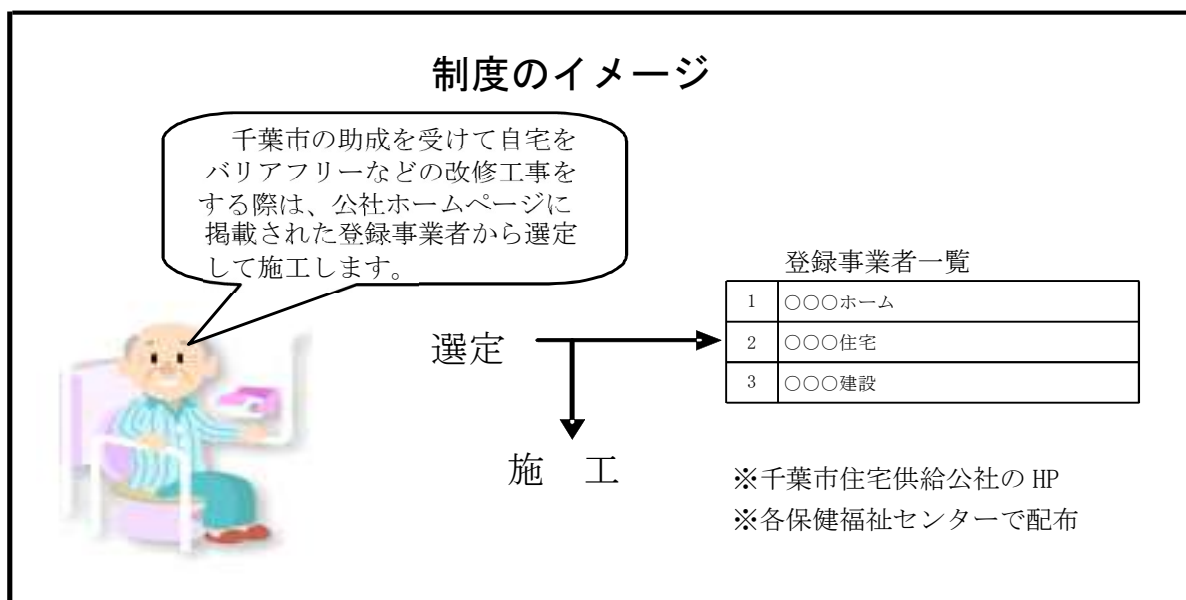 制度のイメージ
千葉市の助成を受けて自宅を
バリアフリーなどの改修工事を
する際は、公社ホームページに
掲載された登録事業者から選定
して施工します。
登録事業者一覧
1 ○○○ホーム
2 ○○○住宅
3 ○○○建設
選定
施 工
※千葉市住宅供給公社の HP
※各保健福祉センターで配布